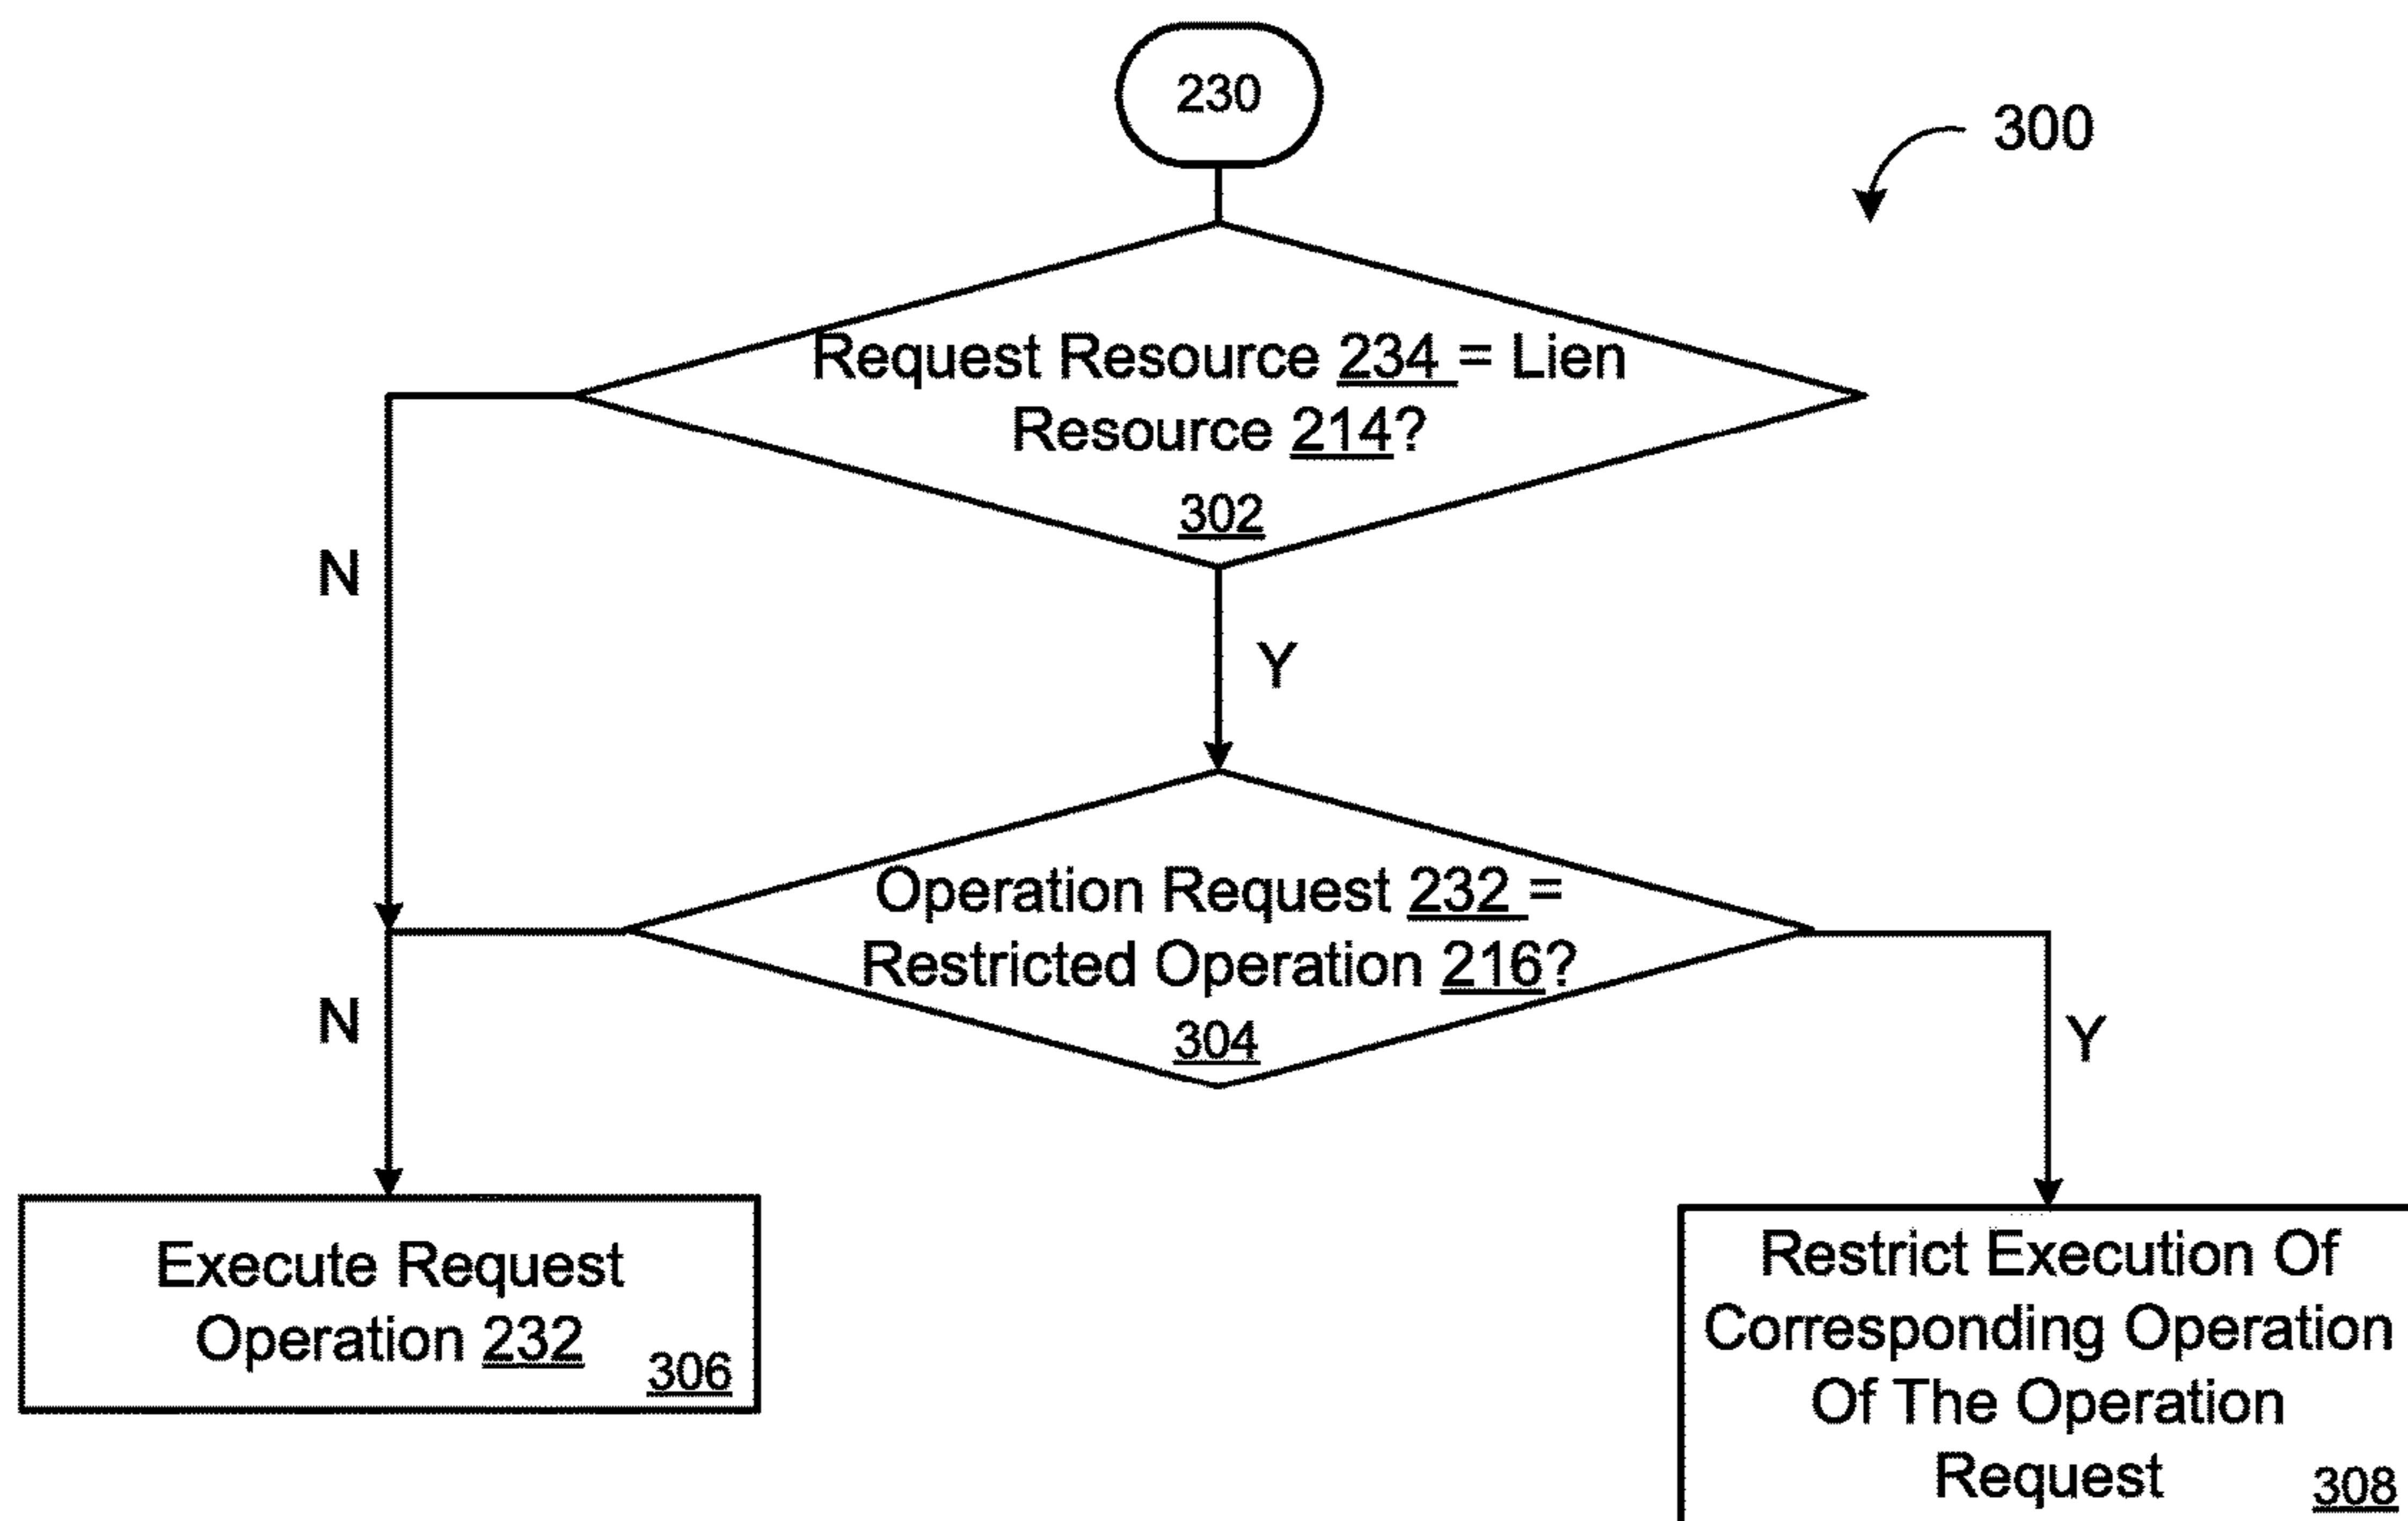 230
300
Request Resource 234 = Lien
Resource 214?
302
N
Y
Operation Request 232 =
Restricted Operation 216?
304
N
Y
Execute Request
Operation 232
306
Restrict Execution Of
Corresponding Operation
Of The Operation
Request
308